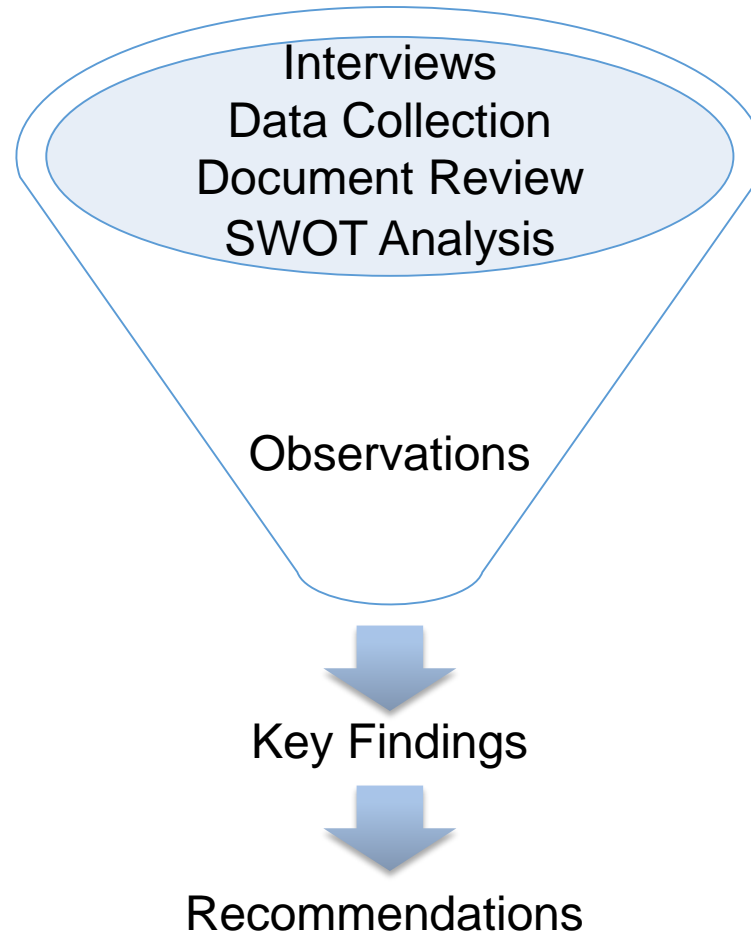 Interviews
Data Collection
Document Review
SWOT Analysis
Observations
Key Findings
Recommendations